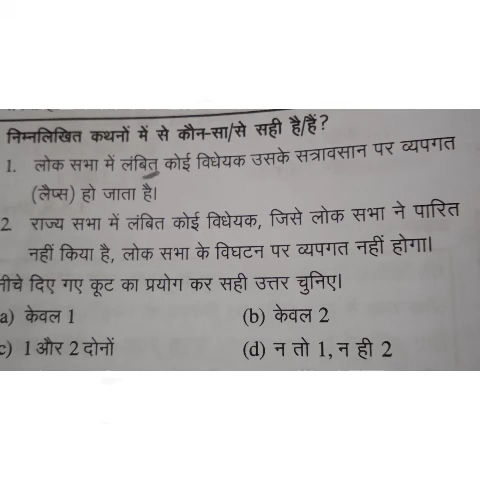 निम्नलिखित कथनों में से कौन-सा/से सही है/हैं?
1. लोक सभा में लंबित कोई विधेयक उसके सत्रावसान पर व्यपगत
(लैप्स) हो जाता है।
2 राज्य सभा में लंबित कोई विधेयक, जिसे लोक सभा ने पारित
नहीं किया है, लोक सभा के विघटन पर व्यपगत नहीं होगा।
नीचे दिए गए कूट का प्रयोग कर सही उत्तर चुनिए।
a) केवल 1 (b) केवल 2
c) 1 और 2 दोनों (d) न तो 1, न ही 2